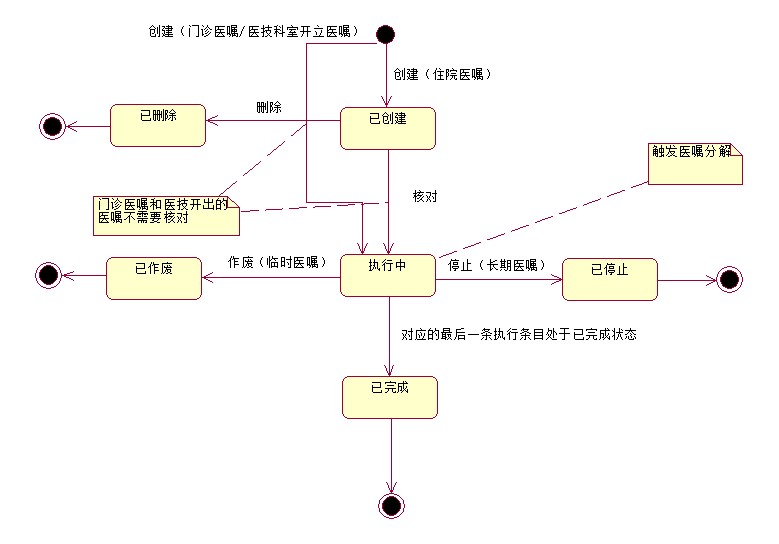 创建（门诊医嘱/医技科室开立医嘱）
创建（住院医嘱）
已删除
删除
已创建
触发医嘱分解
核对
门诊医嘱和医技开出的
医嘱不需要核对
已作废
作废（临时医嘱）
执行中
停止（长期医嘱）
已停止
对应的最后一条执行条目处于已完成状态
已完成